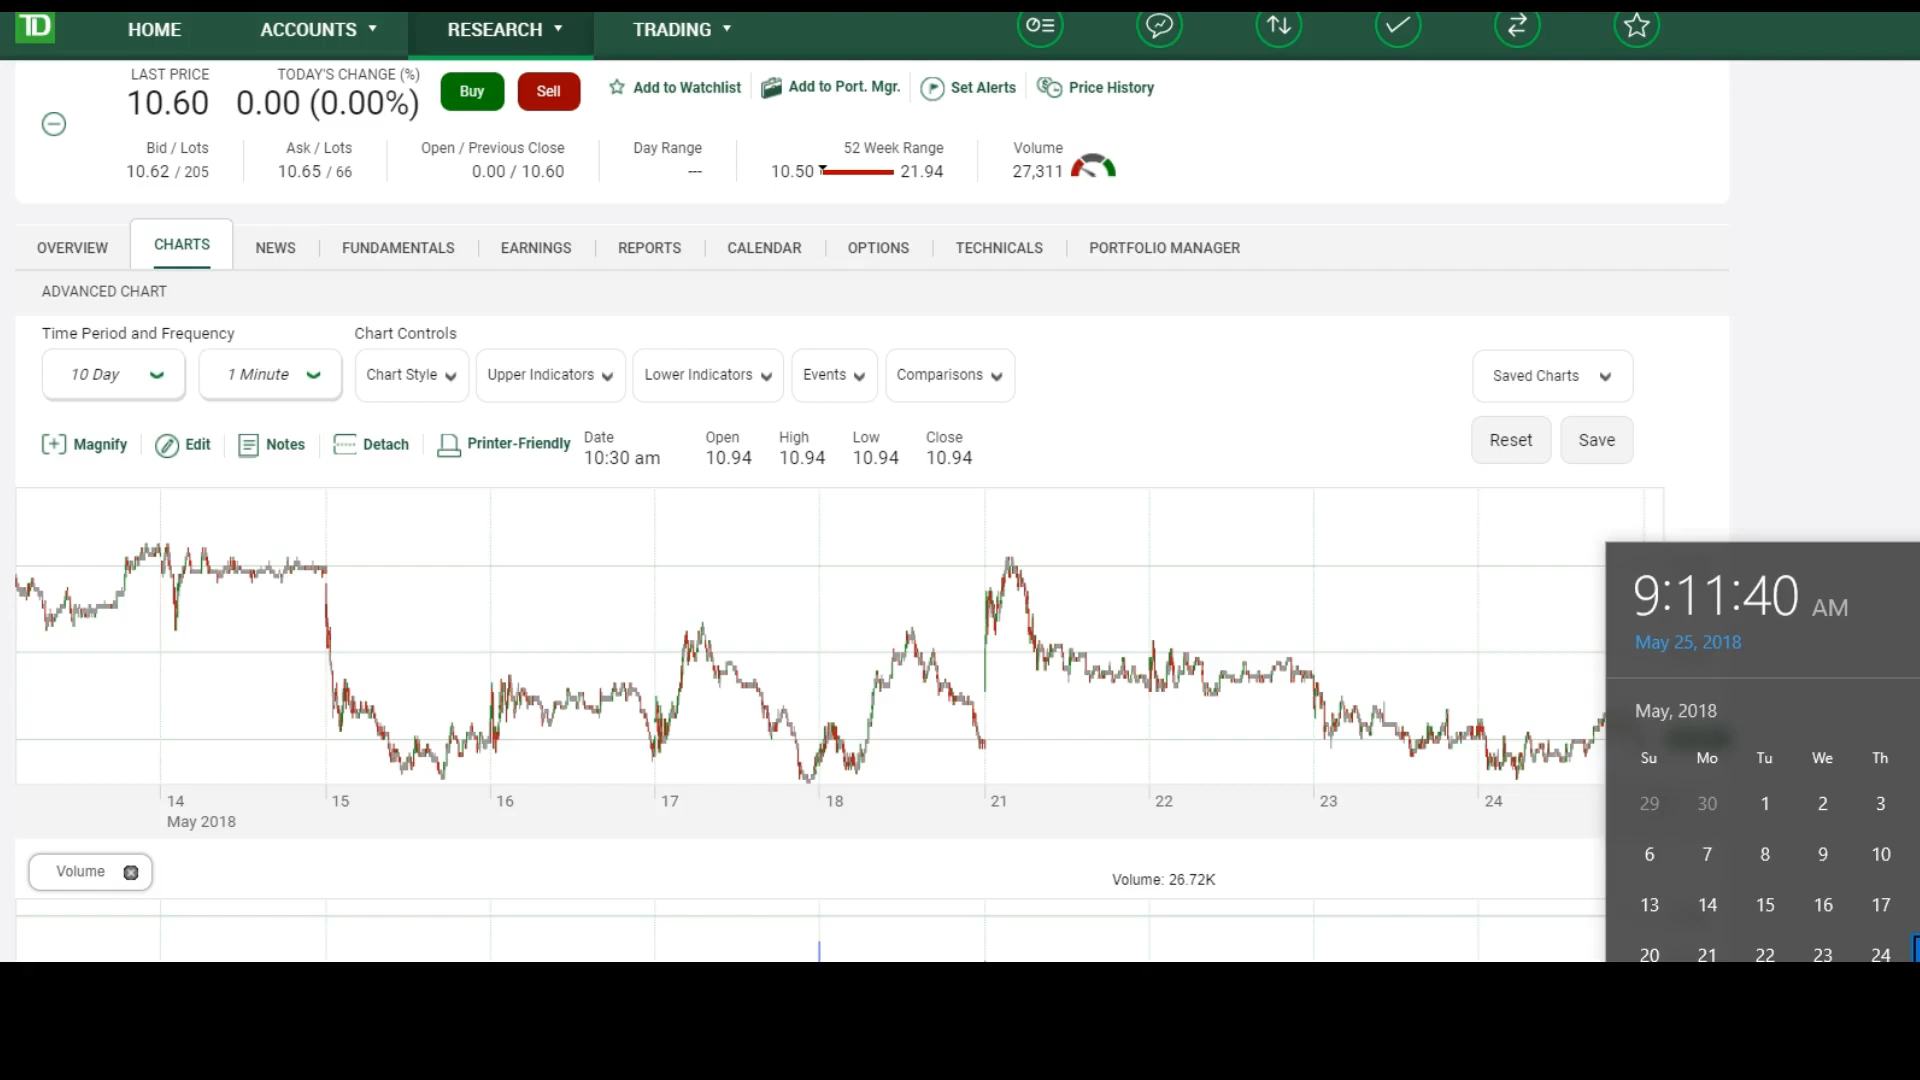 TD HOME ACCOUNTS RESEARCH TRADING
LAST PRICE TODAY'S CHANGE (%)
10.60 0.00 (0.00%) Buy Sell Add to Watchlist Add to Port. Mgr. Set Alerts Price History
Bid / Lots Ask / Lots Open / Previous Close Day Range 52 Week Range Volume
10.62 / 205 10.65 / 66 0.00 / 10.60 --- 10.50 21.94 27,311
OVERVIEW CHARTS NEWS FUNDAMENTALS EARNINGS REPORTS CALENDAR OPTIONS TECHNICALS PORTFOLIO MANAGER
ADVANCED CHART
Time Period and Frequency Chart Controls
10 Day 1 Minute Chart Style Upper Indicators Lower Indicators Events Comparisons Saved Charts
Magnify Edit Notes Detach Printer-Friendly Date Open High Low Close Reset Save
10:30 am 10.94 10.94 10.94 10.94
14 15 16 17 18 21 22 23 24
May 2018
Volume
Volume: 26.72K
9:11:40 AM
May 25, 2018
May, 2018
Su Mo Tu We Th
29 30 1 2 3
6 7 8 9 10
13 14 15 16 17
20 21 22 23 24